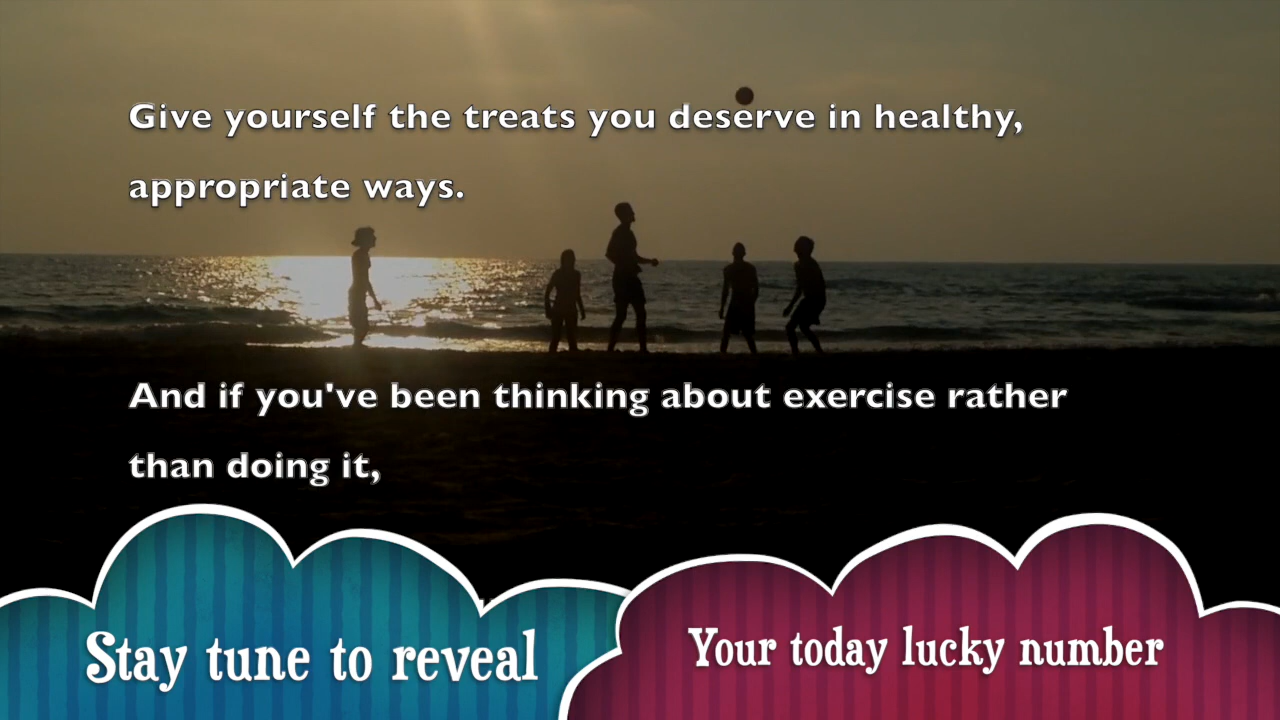 Give yourself the treats you deserve in healthy,
appropriate ways.
And if you've been thinking about exercise rather
than doing it,
Stay tune to reveal
Your today lucky number